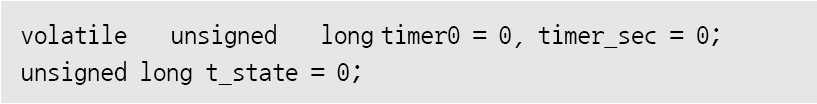 volatile unsigned long timer0 = 0, timer_sec = 0;
unsigned long t_state = 0;